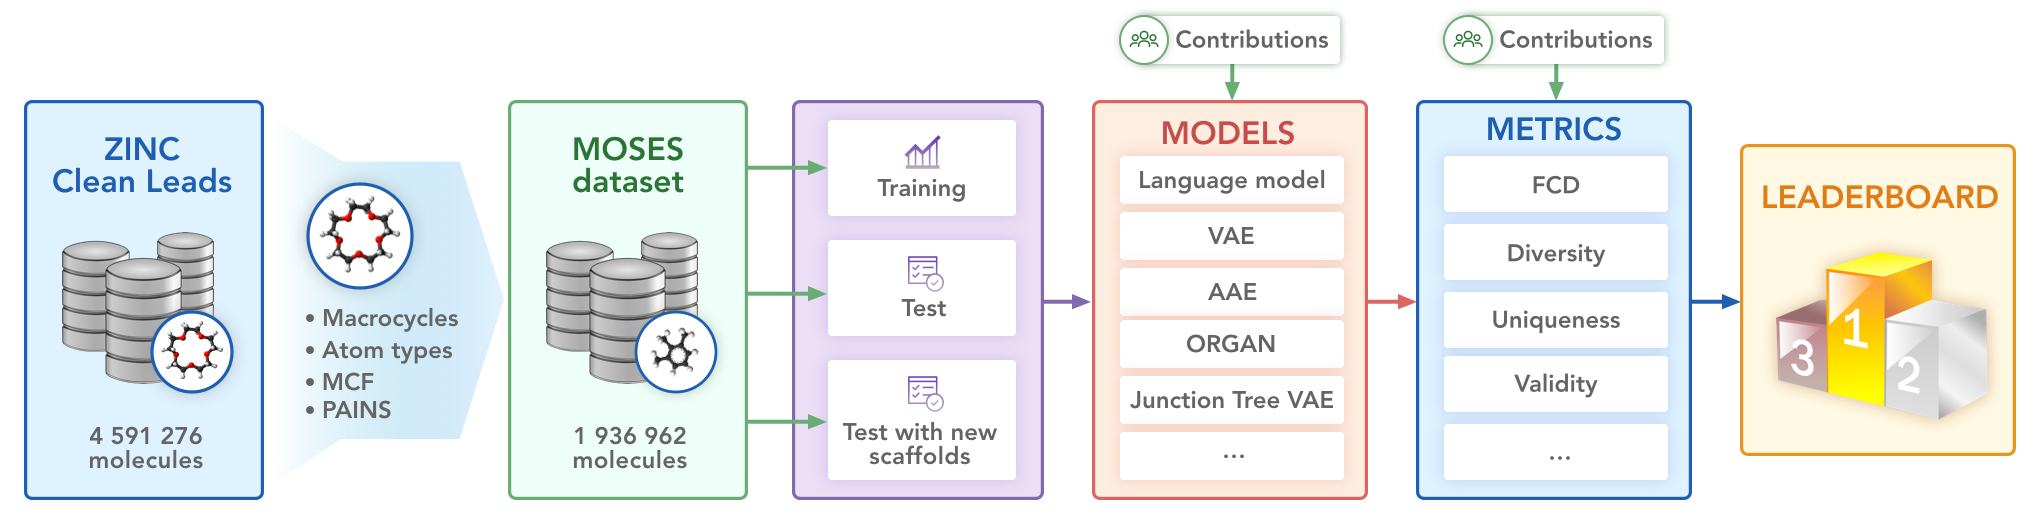 ZINC
Clean Leads
4 591 276
molecules
• Macrocycles
• Atom types
• MCF
• PAINS
MOSES
dataset
1 936 962
molecules
Training
Test
Test with new
scaffolds
Contributions
MODELS
Language model
VAE
AAE
ORGAN
Junction Tree VAE
...
Contributions
METRICS
FCD
Diversity
Uniqueness
Validity
...
LEADERBOARD
3
1
2